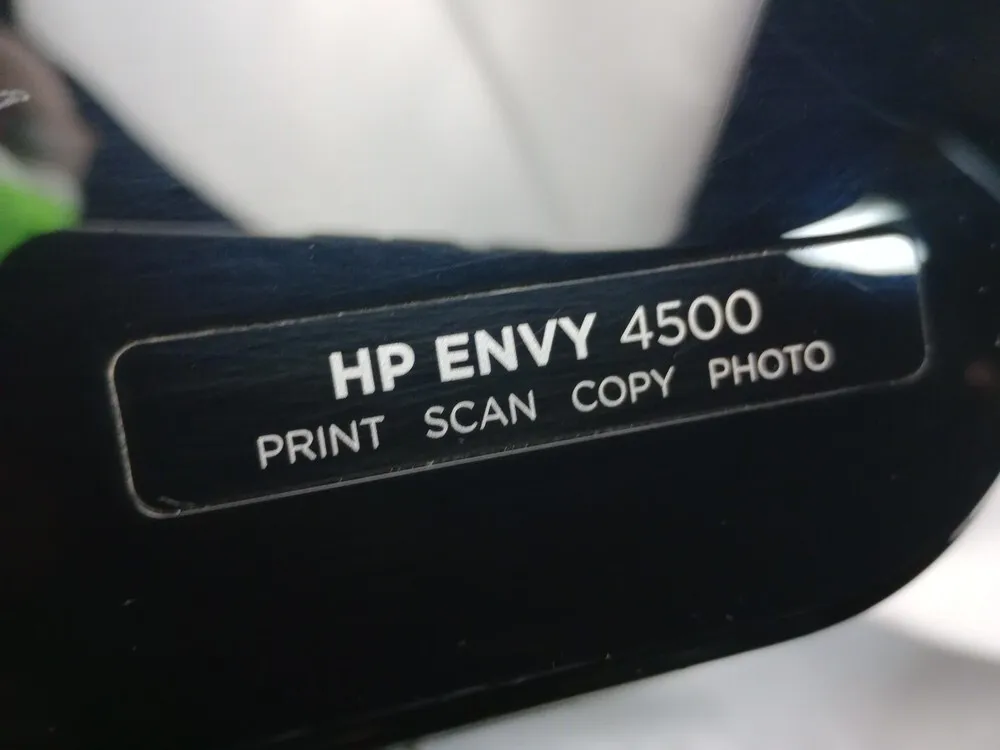 HP ENVY 4500
PRINT SCAN COPY PHOTO